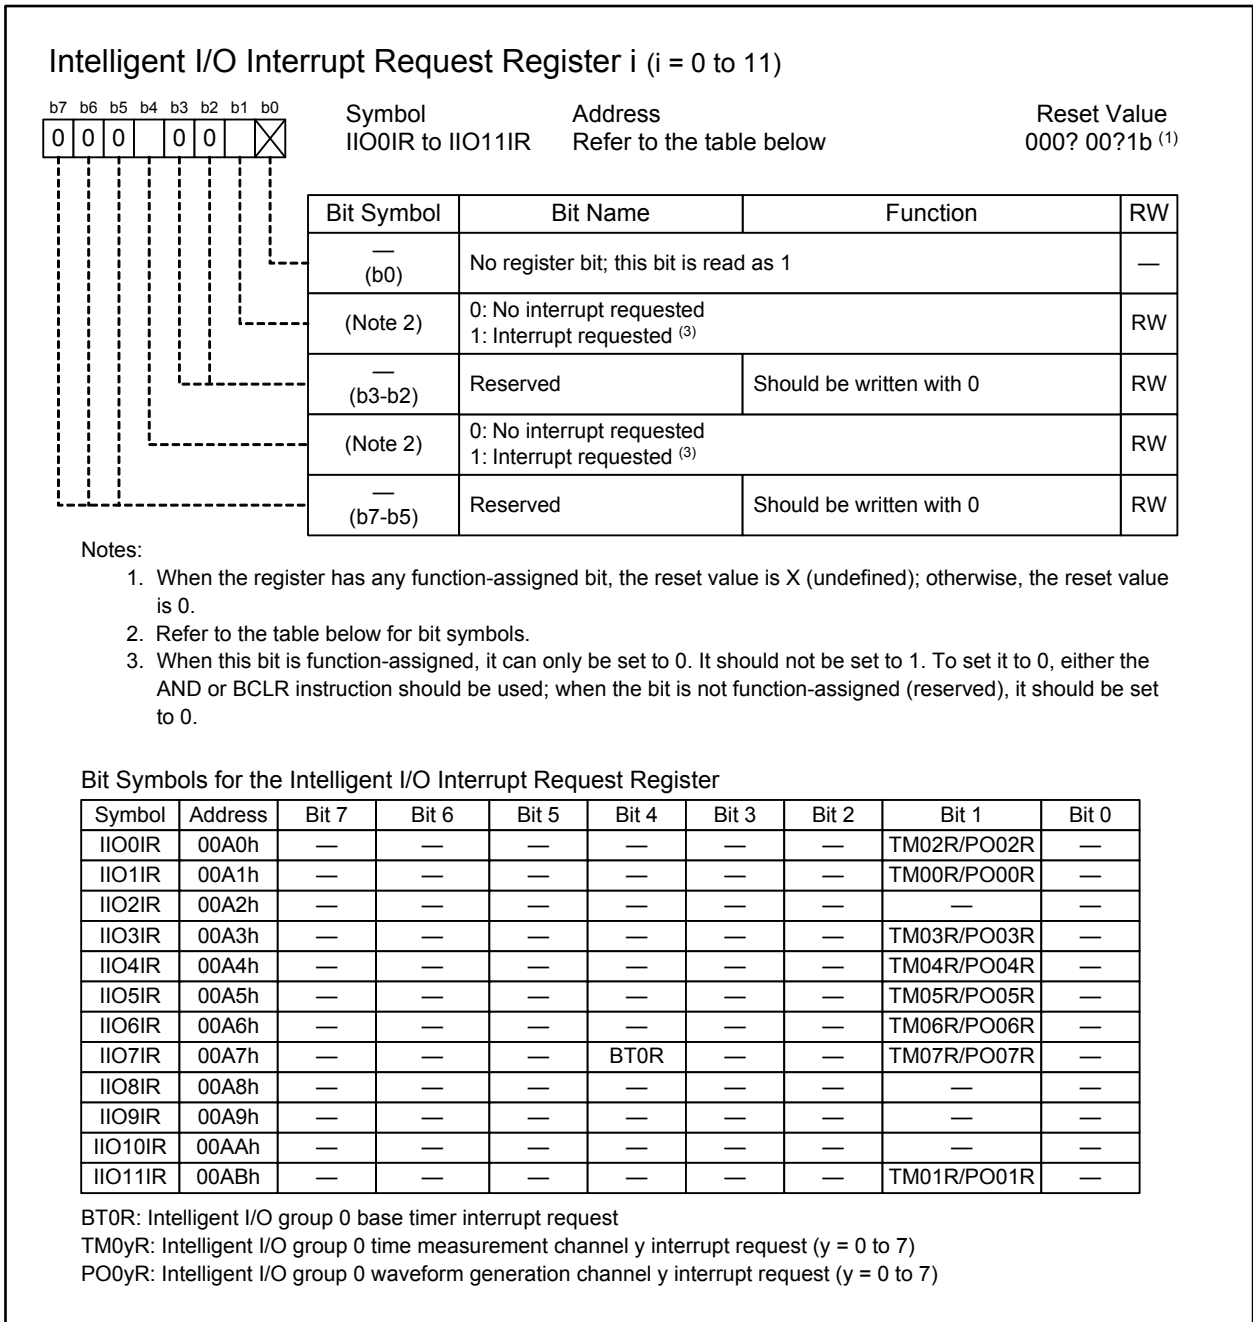 Intelligent I/O Interrupt Request Register i (i = 0 to 11)
b7 b6 b5 b4 b3 b2 b1 b0
0 0 0 0 0
Symbol Address Reset Value
IIO0IR to IIO11IR Refer to the table below 000? 00?1b (1)
Bit Symbol Bit Name Function RW
— (b0) No register bit; this bit is read as 1 —
(Note 2) 0: No interrupt requested
1: Interrupt requested (3) RW
— (b3-b2) Reserved Should be written with 0 RW
(Note 2) 0: No interrupt requested
1: Interrupt requested (3) RW
— (b7-b5) Reserved Should be written with 0 RW
Notes:
1. When the register has any function-assigned bit, the reset value is X (undefined); otherwise, the reset value
is 0.
2. Refer to the table below for bit symbols.
3. When this bit is function-assigned, it can only be set to 0. It should not be set to 1. To set it to 0, either the
AND or BCLR instruction should be used; when the bit is not function-assigned (reserved), it should be set
to 0.
Bit Symbols for the Intelligent I/O Interrupt Request Register
Symbol Address Bit 7 Bit 6 Bit 5 Bit 4 Bit 3 Bit 2 Bit 1 Bit 0
IIO0IR 00A0h — — — — — — TM02R/PO02R —
IIO1IR 00A1h — — — — — — TM00R/PO00R —
IIO2IR 00A2h — — — — — — — —
IIO3IR 00A3h — — — — — — TM03R/PO03R —
IIO4IR 00A4h — — — — — — TM04R/PO04R —
IIO5IR 00A5h — — — — — — TM05R/PO05R —
IIO6IR 00A6h — — — — — — TM06R/PO06R —
IIO7IR 00A7h — — — BT0R — — TM07R/PO07R —
IIO8IR 00A8h — — — — — — — —
IIO9IR 00A9h — — — — — — — —
IIO10IR 00AAh — — — — — — — —
IIO11IR 00ABh — — — — — — TM01R/PO01R —
BT0R: Intelligent I/O group 0 base timer interrupt request
TM0yR: Intelligent I/O group 0 time measurement channel y interrupt request (y = 0 to 7)
PO0yR: Intelligent I/O group 0 waveform generation channel y interrupt request (y = 0 to 7)